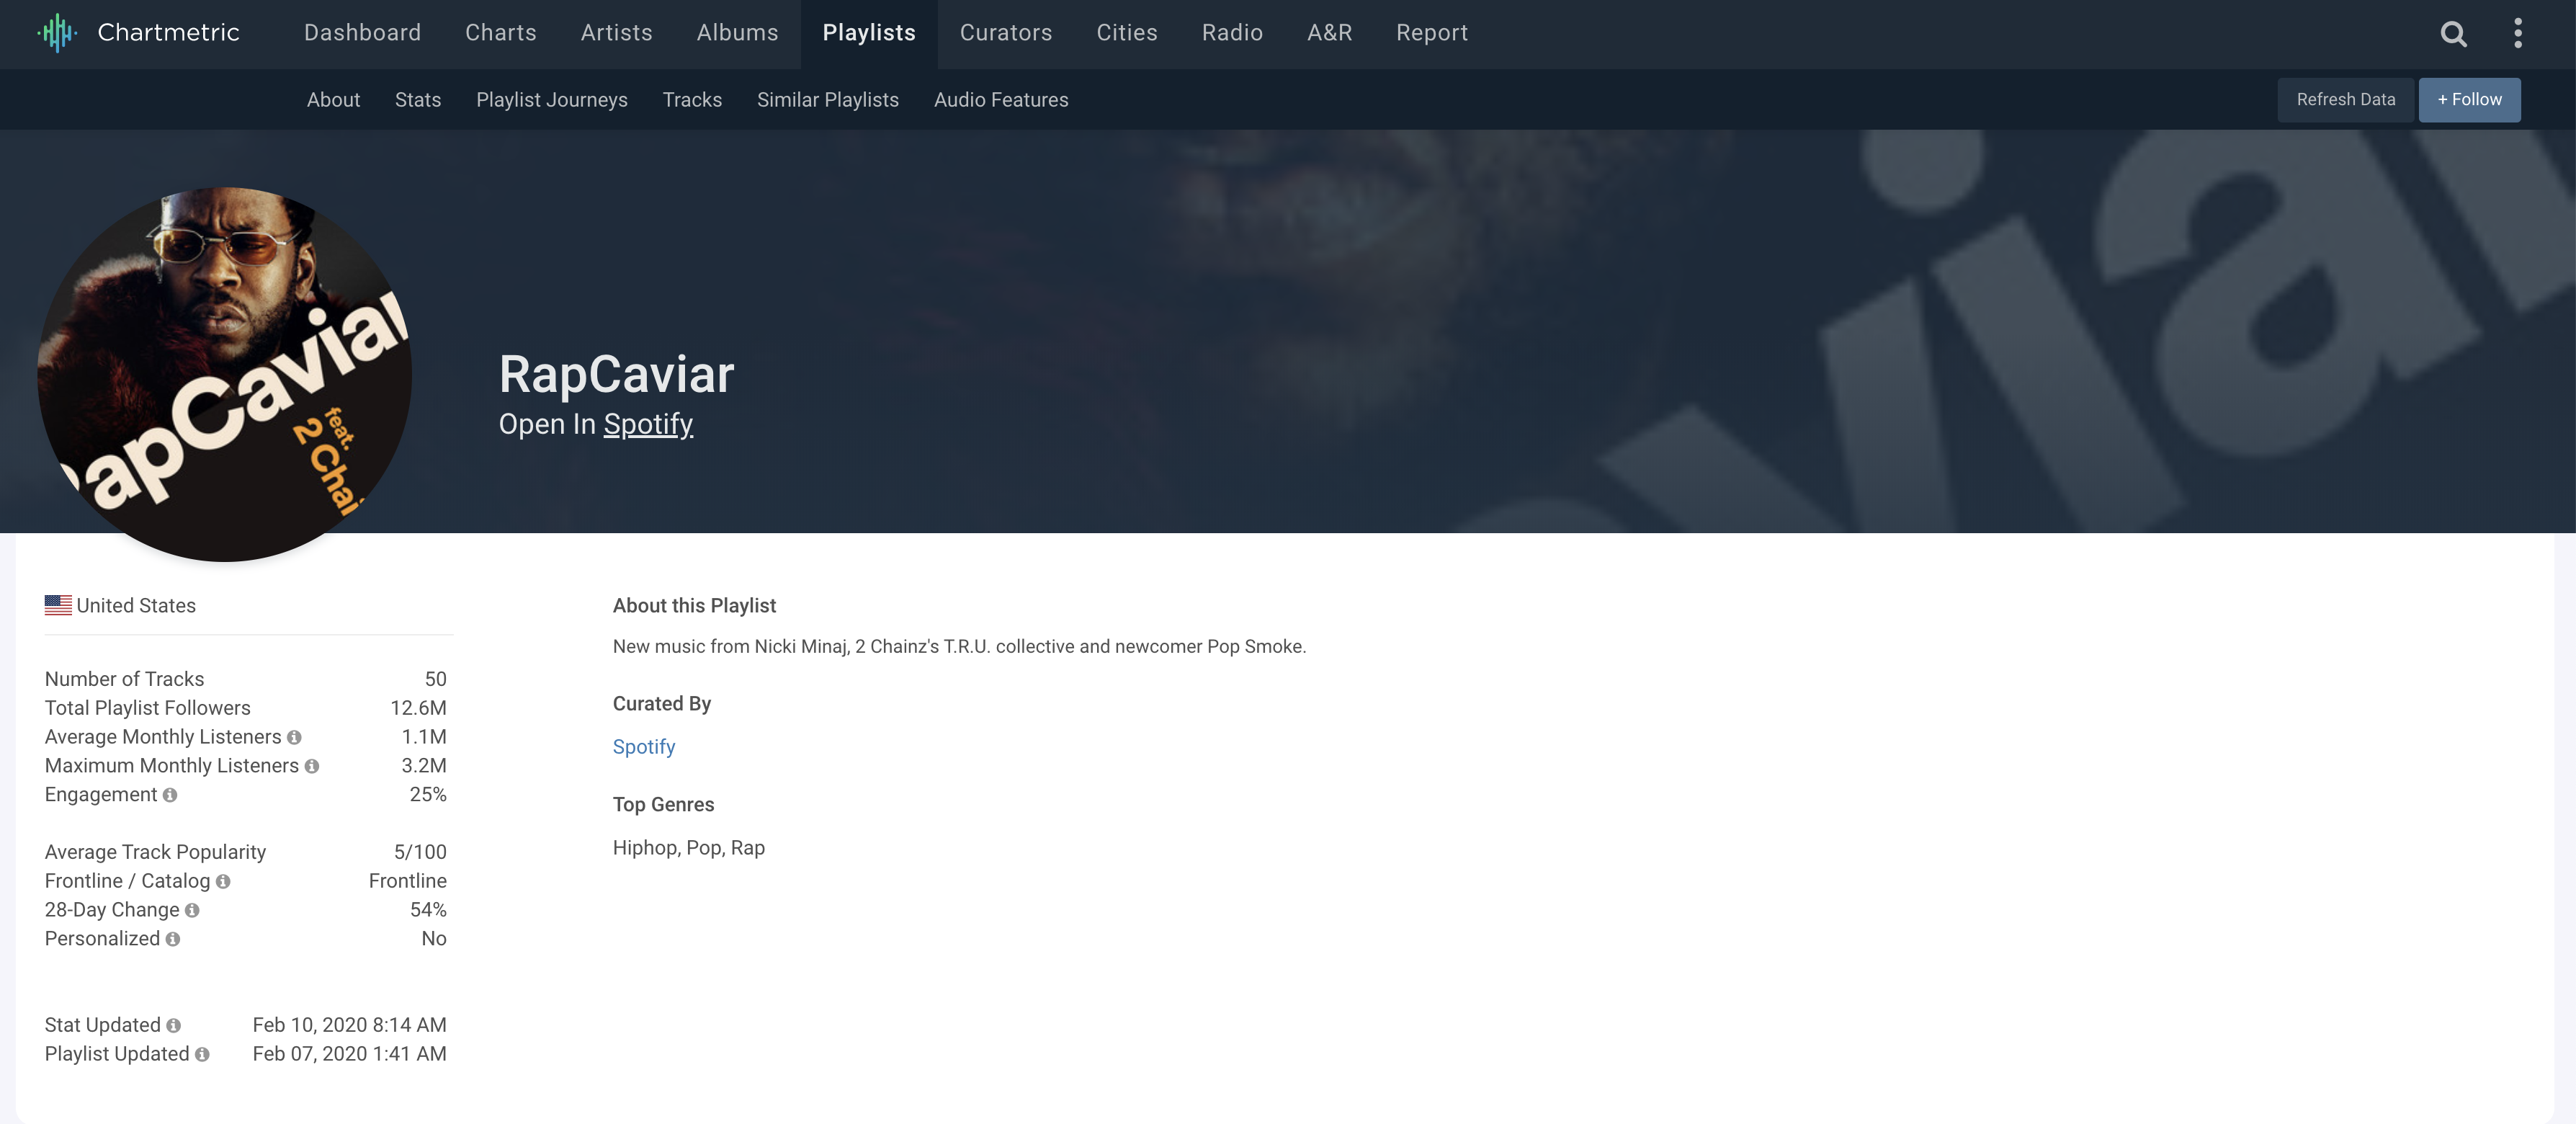 Chartmetric
Dashboard Charts Artists Albums Playlists Curators Cities Radio A&R Report
About Stats Playlist Journeys Tracks Similar Playlists Audio Features
Refresh Data + Follow
RapCaviar
feat.
2 Chai
RapCaviar
Open In Spotify
viar
United States
Number of Tracks 50
Total Playlist Followers 12.6M
Average Monthly Listeners 1.1M
Maximum Monthly Listeners 3.2M
Engagement 25%
Average Track Popularity 5/100
Frontline / Catalog Frontline
28-Day Change 54%
Personalized No
Stat Updated Feb 10, 2020 8:14 AM
Playlist Updated Feb 07, 2020 1:41 AM
About this Playlist
New music from Nicki Minaj, 2 Chainz's T.R.U. collective and newcomer Pop Smoke.
Curated By
Spotify
Top Genres
Hiphop, Pop, Rap